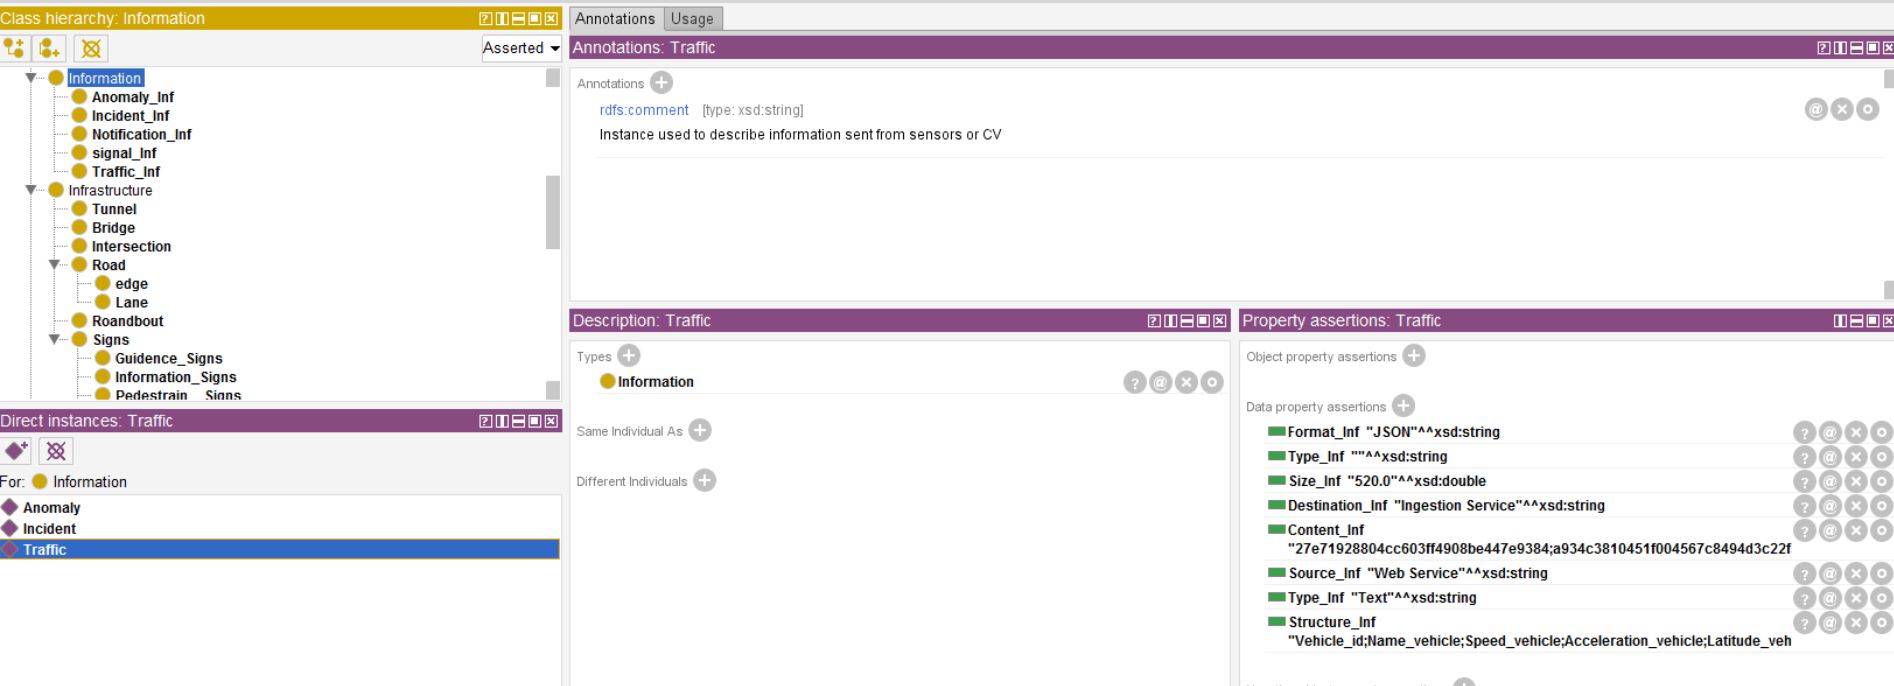 Class hierarchy: Information
Asserted
Information
Anomaly_Inf
Incident_Inf
Notification_Inf
signal_Inf
Traffic_Inf
Infrastructure
Tunnel
Bridge
Intersection
Road
edge
Lane
Roandbout
Signs
Guidence_Signs
Information_Signs
Pedestrain__Signs
Direct instances: Traffic
For: Information
Anomaly
Incident
Traffic
Annotations Usage
Annotations: Traffic
Annotations
rdfs:comment [type: xsd:string]
Instance used to describe information sent from sensors or CV
Description: Traffic
Types
Information
Same Individual As
Different Individuals
Property assertions: Traffic
Object property assertions
Data property assertions
Format_Inf "JSON"^^xsd:string
Type_Inf ""^^xsd:string
Size_Inf "520.0"^^xsd:double
Destination_Inf "Ingestion Service"^^xsd:string
Content_Inf
"27e71928804cc603ff4908be447e9384;a934c3810451f004567c8494d3c22f
Source_Inf "Web Service"^^xsd:string
Type_Inf "Text"^^xsd:string
Structure_Inf
"Vehicle_id;Name_vehicle;Speed_vehicle;Acceleration_vehicle;Latitude_veh